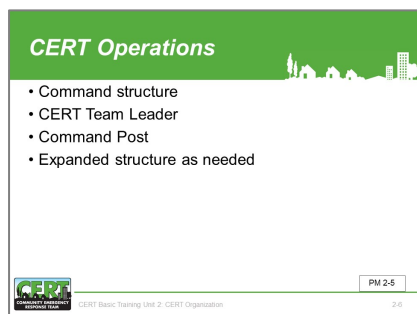 CERT Operations
• Command structure
• CERT Team Leader
• Command Post
• Expanded structure as needed
PM 2-5
CERT
COMMUNITY EMERGENCY
RESPONSE TEAM
CERT Basic Training Unit 2: CERT Organization
2-6